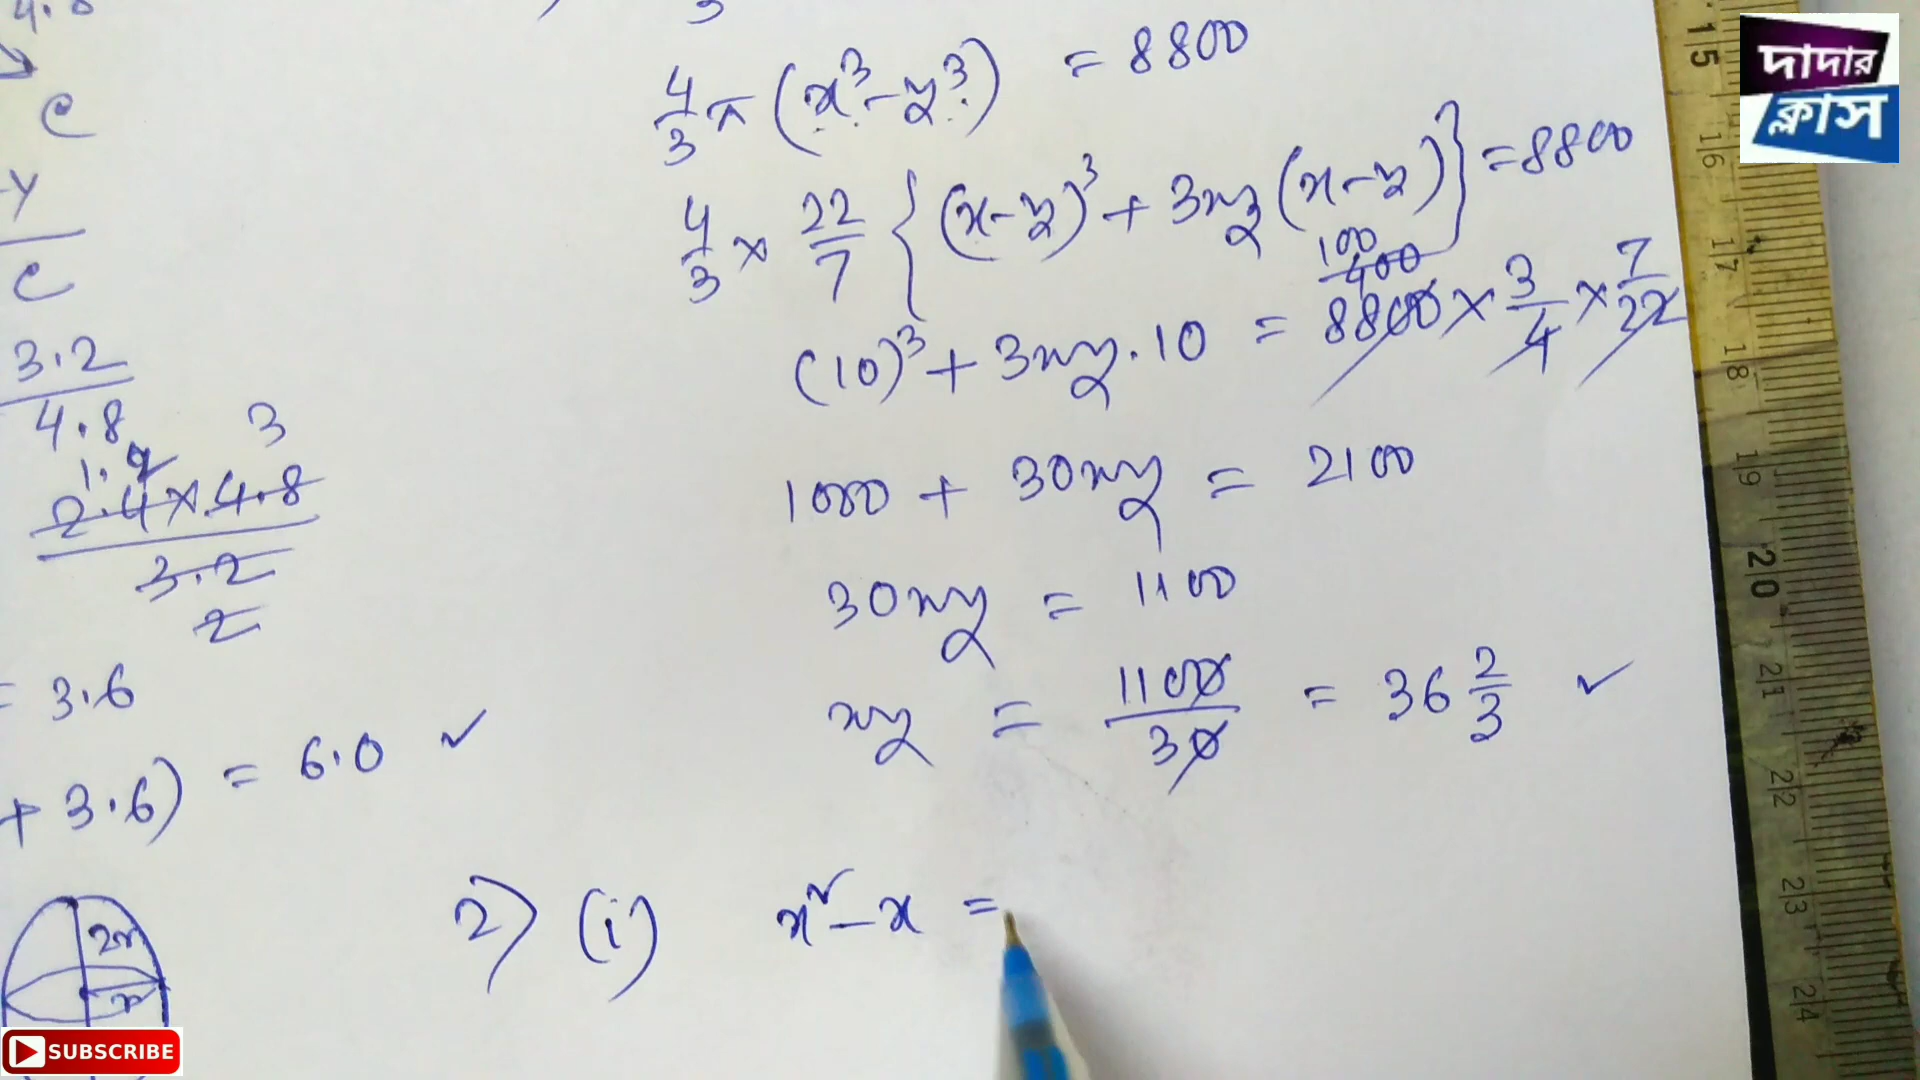 4.8
C
-Y
C
3.2
4.8
1.2 3
2.4 × 4.8
3.2
2
= 3.6
+ 3.6) = 6.0 ✓
2r
r
3
4/3 π (x³ - y³) = 8800
4/3 × 22/7 {(x-y)³ + 3xy(x-y)} = 8800
100
400
(10)³ + 3xy.10 = 8800 × 3/4 × 7/22
1000 + 30xy = 2100
30xy = 1100
xy = 1100/30 = 36 2/3 ✓
2) (i) x² - x =
দাদার
ক্লাস
15
16
17
18
19
20
21
22
23
24
SUBSCRIBE